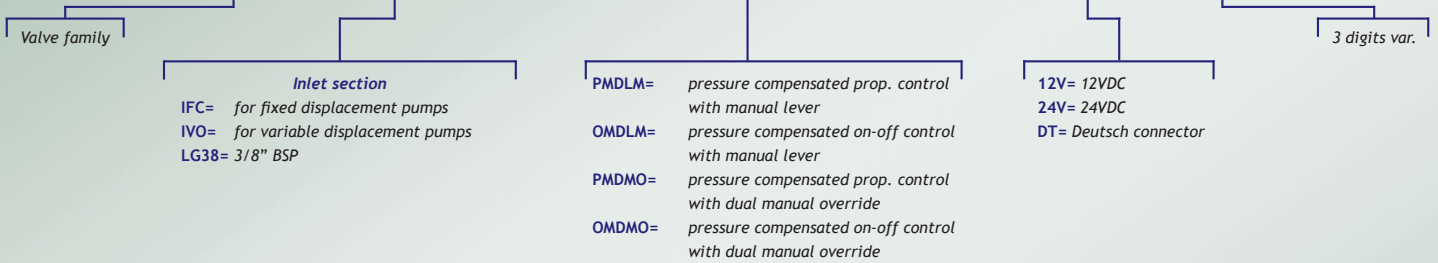 Valve family
3 digits var.
Inlet section
IFC= for fixed displacement pumps
IVO= for variable displacement pumps
LG38= 3/8” BSP
PMDLM= pressure compensated prop. control
with manual lever
OMDLM= pressure compensated on-off control
with manual lever
PMDMO= pressure compensated prop. control
with dual manual override
OMDMO= pressure compensated on-off control
with dual manual override
12V= 12VDC
24V= 24VDC
DT= Deutsch connector